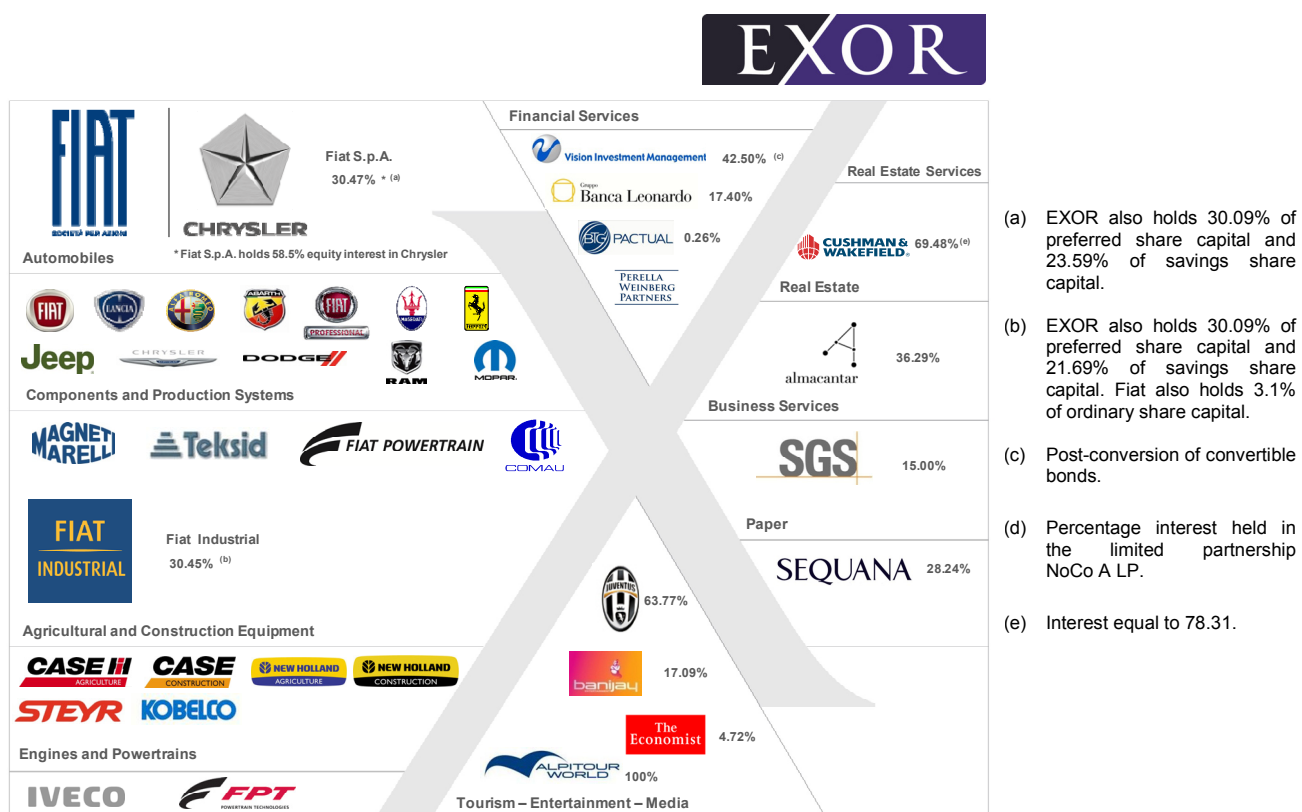 EXOR
FIAT
SOCIETÀ PER AZIONI
CHRYSLER
Fiat S.p.A.
30.47% * (a)
Automobiles
* Fiat S.p.A. holds 58.5% equity interest in Chrysler
FIAT
LANCIA
ALFA ROMEO
ABARTH
FIAT
PROFESSIONAL
MASERATI
Ferrari
Jeep
CHRYSLER
DODGE
RAM
MOPAR
Components and Production Systems
MAGNETI
MARELLI
Teksid
FIAT POWERTRAIN
COMAU
FIAT
INDUSTRIAL
Fiat Industrial
30.45% (b)
Agricultural and Construction Equipment
CASE IH
AGRICULTURE
CASE
CONSTRUCTION
NEW HOLLAND
AGRICULTURE
NEW HOLLAND
CONSTRUCTION
STEYR
KOBELCO
Engines and Powertrains
IVECO
FPT
POWERTRAIN TECHNOLOGIES
Financial Services
Vision Investment Management
42.50% (c)
Gruppo
Banca Leonardo
17.40%
BTG PACTUAL
0.26%
PERELLA
WEINBERG
PARTNERS
Real Estate Services
CUSHMAN &
WAKEFIELD.
69.48% (e)
Real Estate
almacantar
36.29%
Business Services
SGS
15.00%
Paper
SEQUANA
28.24%
JUVENTUS
63.77%
banijay
17.09%
The
Economist
4.72%
ALPITOUR
WORLD
100%
Tourism – Entertainment – Media
(a) EXOR also holds 30.09% of
preferred share capital and
23.59% of savings share
capital.
(b) EXOR also holds 30.09% of
preferred share capital and
21.69% of savings share
capital. Fiat also holds 3.1%
of ordinary share capital.
(c) Post-conversion of convertible
bonds.
(d) Percentage interest held in
the limited partnership
NoCo A LP.
(e) Interest equal to 78.31.